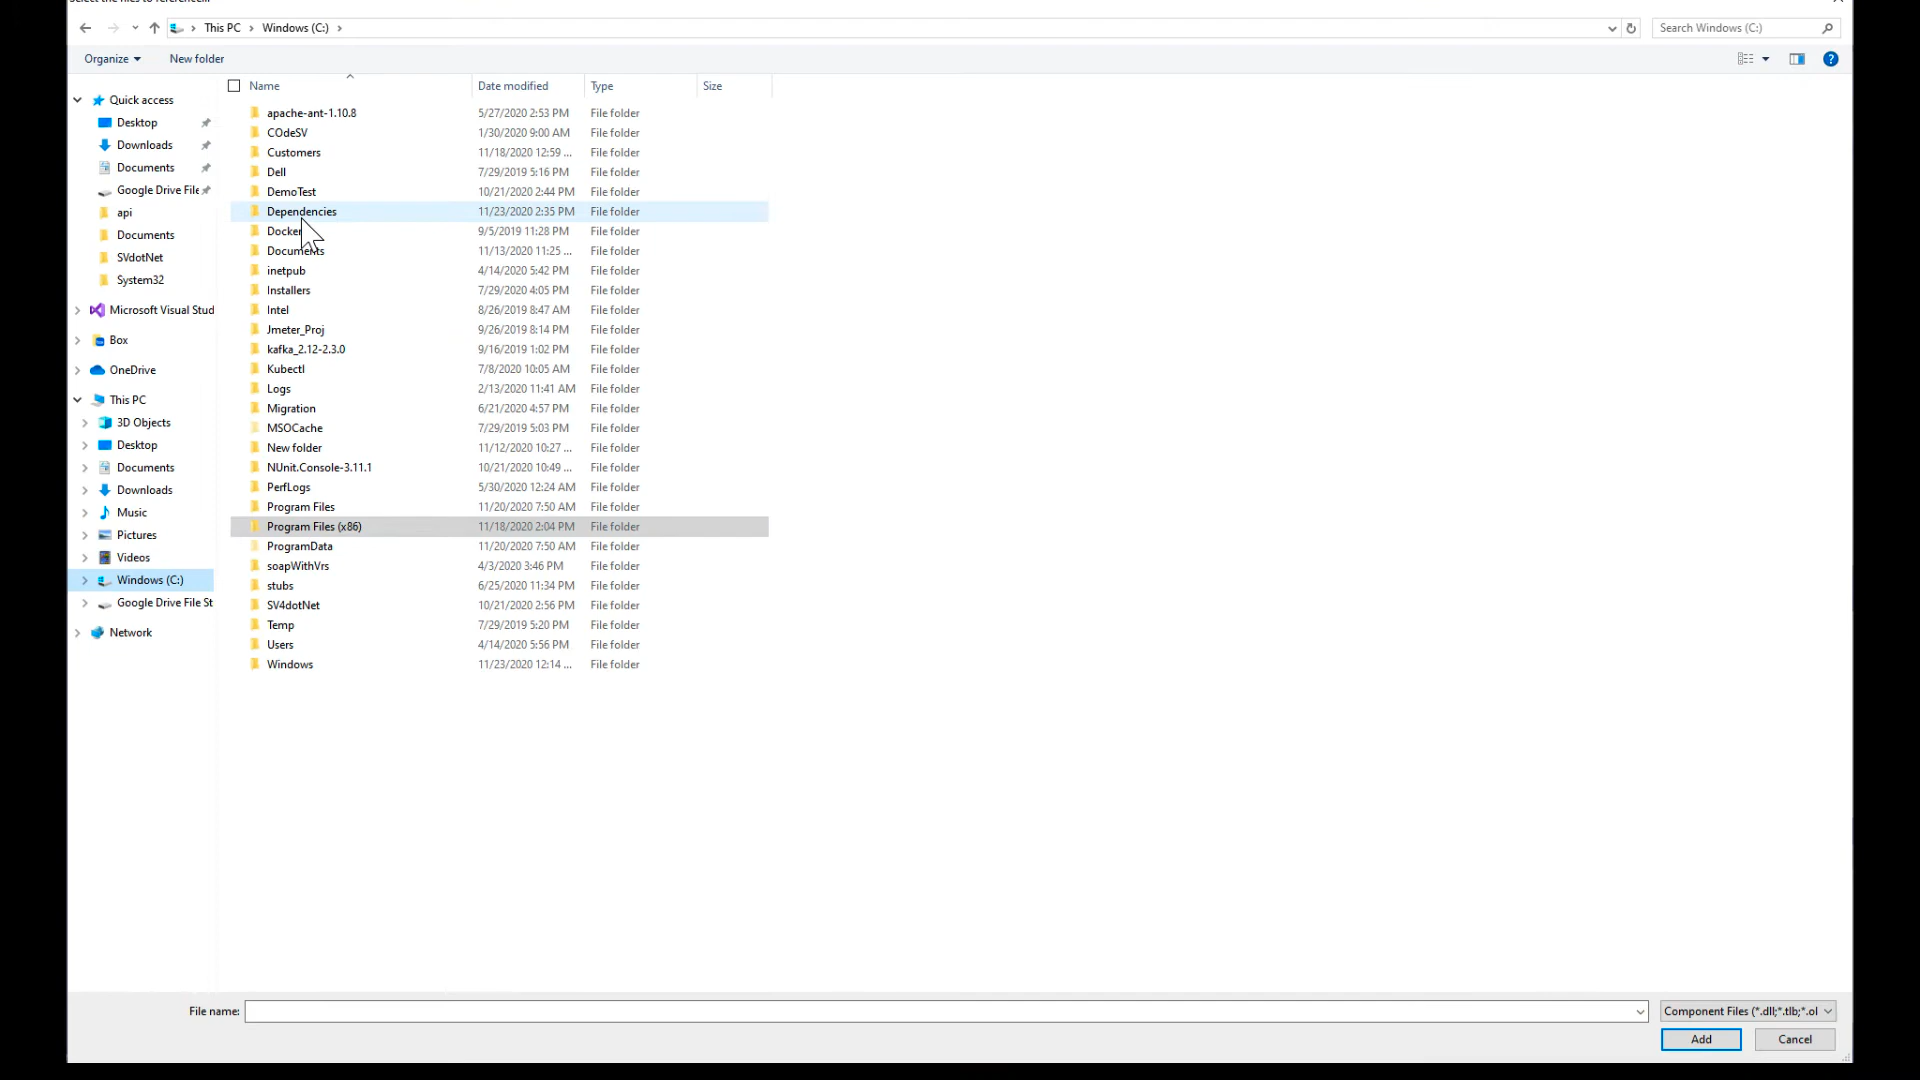 Select the files to reference...
This PC > Windows (C:) >
Search Windows (C:)
Organize
New folder
Name
Date modified
Type
Size
Quick access
Desktop
Downloads
Documents
Google Drive File
api
Documents
SVdotNet
System32
Microsoft Visual Stud
Box
OneDrive
This PC
3D Objects
Desktop
Documents
Downloads
Music
Pictures
Videos
Windows (C:)
Google Drive File St
Network
apache-ant-1.10.8 5/27/2020 2:53 PM File folder
COdeSV 1/30/2020 9:00 AM File folder
Customers 11/18/2020 12:59 ... File folder
Dell 7/29/2019 5:16 PM File folder
DemoTest 10/21/2020 2:44 PM File folder
Dependencies 11/23/2020 2:35 PM File folder
Docker 9/5/2019 11:28 PM File folder
Documents 11/13/2020 11:25 ... File folder
inetpub 4/14/2020 5:42 PM File folder
Installers 7/29/2020 4:05 PM File folder
Intel 8/26/2019 8:47 AM File folder
Jmeter_Proj 9/26/2019 8:14 PM File folder
kafka_2.12-2.3.0 9/16/2019 1:02 PM File folder
Kubectl 7/8/2020 10:05 AM File folder
Logs 2/13/2020 11:41 AM File folder
Migration 6/21/2020 4:57 PM File folder
MSOCache 7/29/2019 5:03 PM File folder
New folder 11/12/2020 10:27 ... File folder
NUnit.Console-3.11.1 10/21/2020 10:49 ... File folder
PerfLogs 5/30/2020 12:24 AM File folder
Program Files 11/20/2020 7:50 AM File folder
Program Files (x86) 11/18/2020 2:04 PM File folder
ProgramData 11/20/2020 7:50 AM File folder
soapWithVrs 4/3/2020 3:46 PM File folder
stubs 6/25/2020 11:34 PM File folder
SV4dotNet 10/21/2020 2:56 PM File folder
Temp 7/29/2019 5:20 PM File folder
Users 4/14/2020 5:56 PM File folder
Windows 11/23/2020 12:14 ... File folder
File name:
Component Files (*.dll;*.tlb;*.ol
Add
Cancel